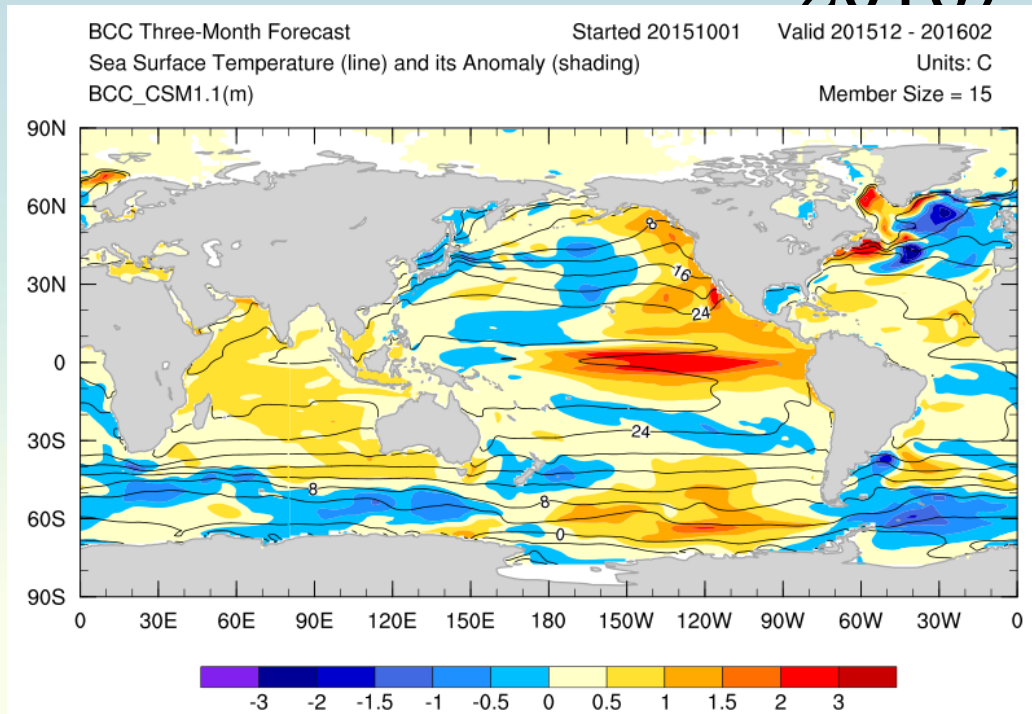 BCC Three-Month Forecast Started 20151001 Valid 201512 - 201602
Sea Surface Temperature (line) and its Anomaly (shading) Units: C
BCC_CSM1.1(m) Member Size = 15
90N
60N
30N
0
30S
60S
90S
8
16
24
24
8
8
0
0 30E 60E 90E 120E 150E 180 150W 120W 90W 60W 30W 0
-3 -2 -1.5 -1 -0.5 0 0.5 1 1.5 2 3